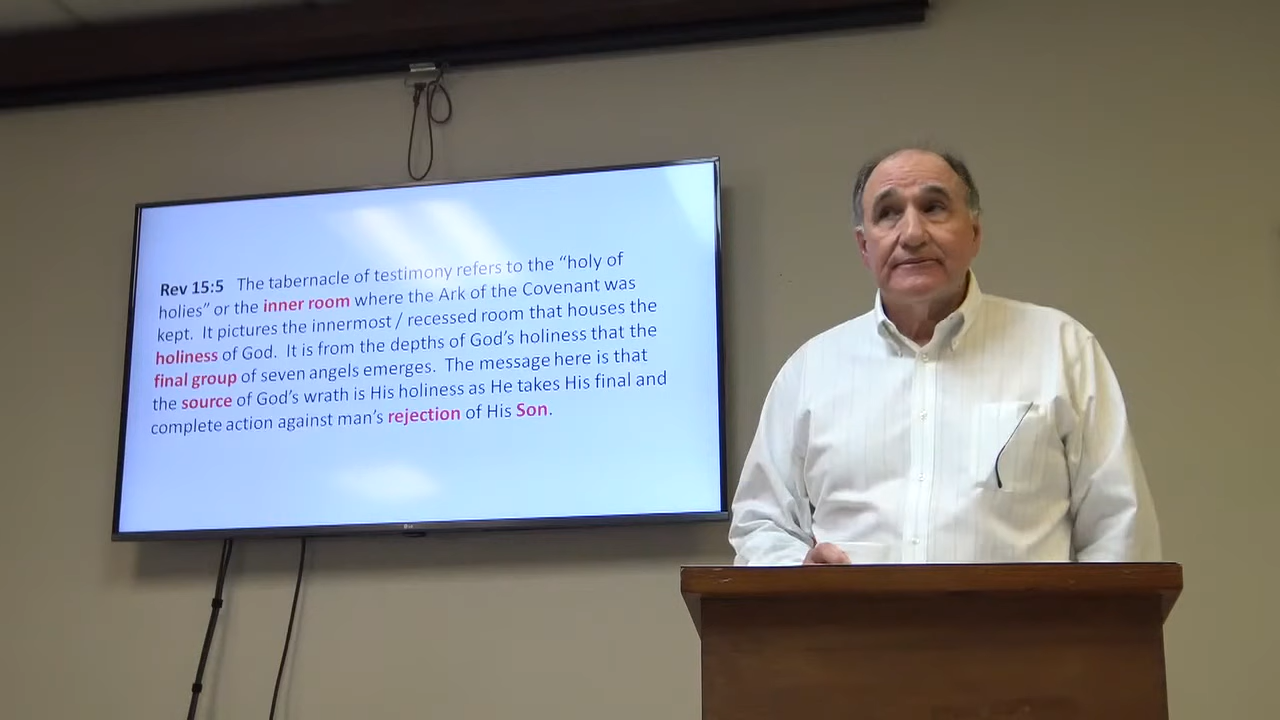 Rev 15:5 The tabernacle of testimony refers to the “holy of
holies” or the inner room where the Ark of the Covenant was
kept. It pictures the innermost / recessed room that houses the
holiness of God. It is from the depths of God’s holiness that the
final group of seven angels emerges. The message here is that
the source of God’s wrath is His holiness as He takes His final and
complete action against man’s rejection of His Son.
LG